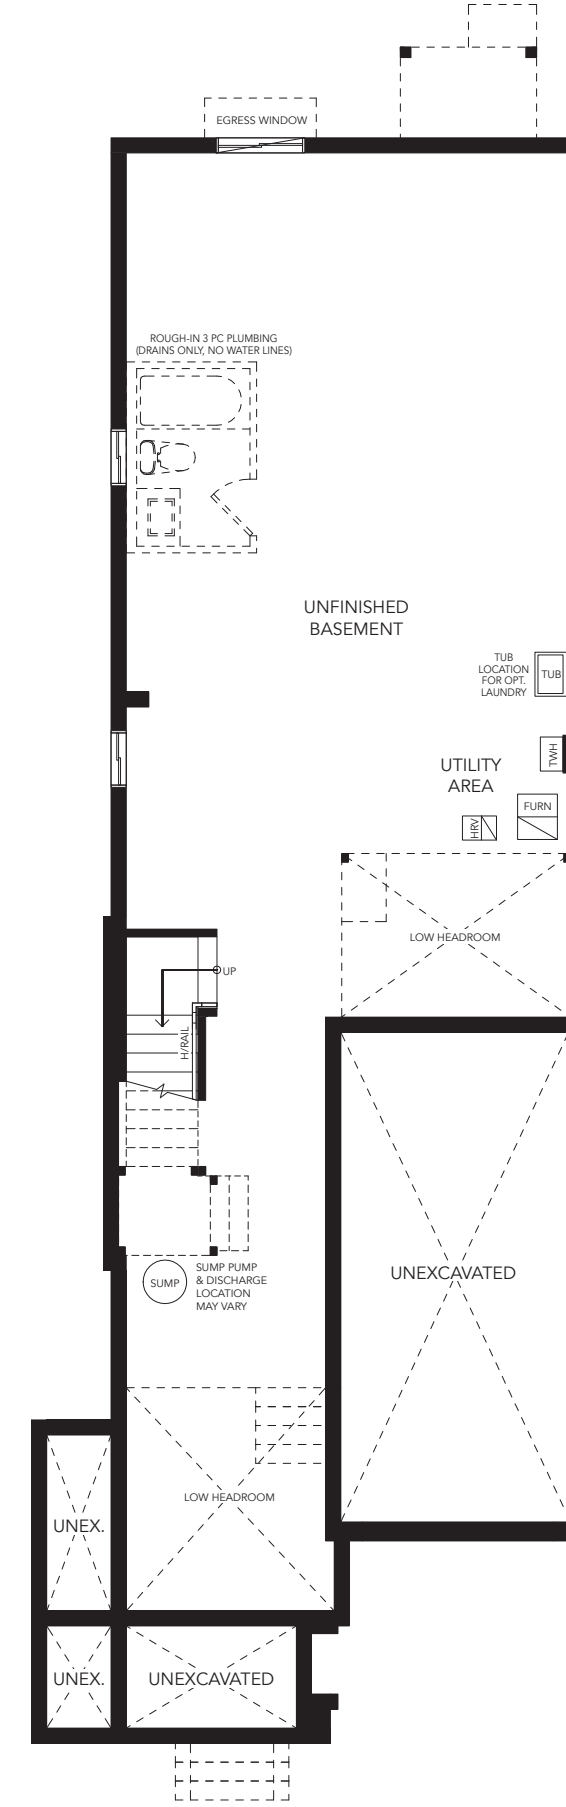 EGRESS WINDOW
ROUGH-IN 3 PC PLUMBING
(DRAINS ONLY, NO WATER LINES)
UNFINISHED
BASEMENT
TUB
LOCATION
FOR OPT.
LAUNDRY
TUB
TWH
UTILITY
AREA
FURN
HRV
LOW HEADROOM
UP
H/RAIL
UNEXCAVATED
SUMP
SUMP PUMP
& DISCHARGE
LOCATION
MAY VARY
LOW HEADROOM
UNEX.
UNEX.
UNEXCAVATED